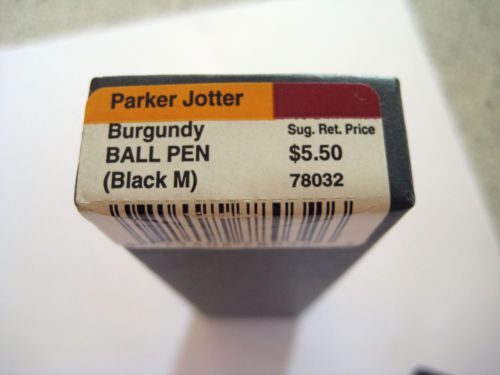 Parker Jotter
Burgundy Sug. Ret. Price
BALL PEN $5.50
(Black M) 78032